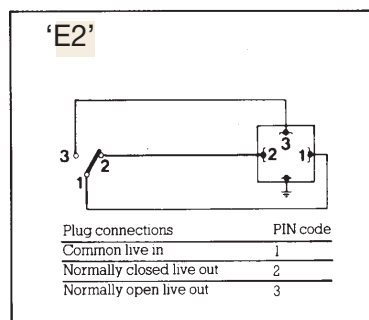 'E2'
3
3
2
1
2
1
Plug connections PIN code
Common live in 1
Normally closed live out 2
Normally open live out 3